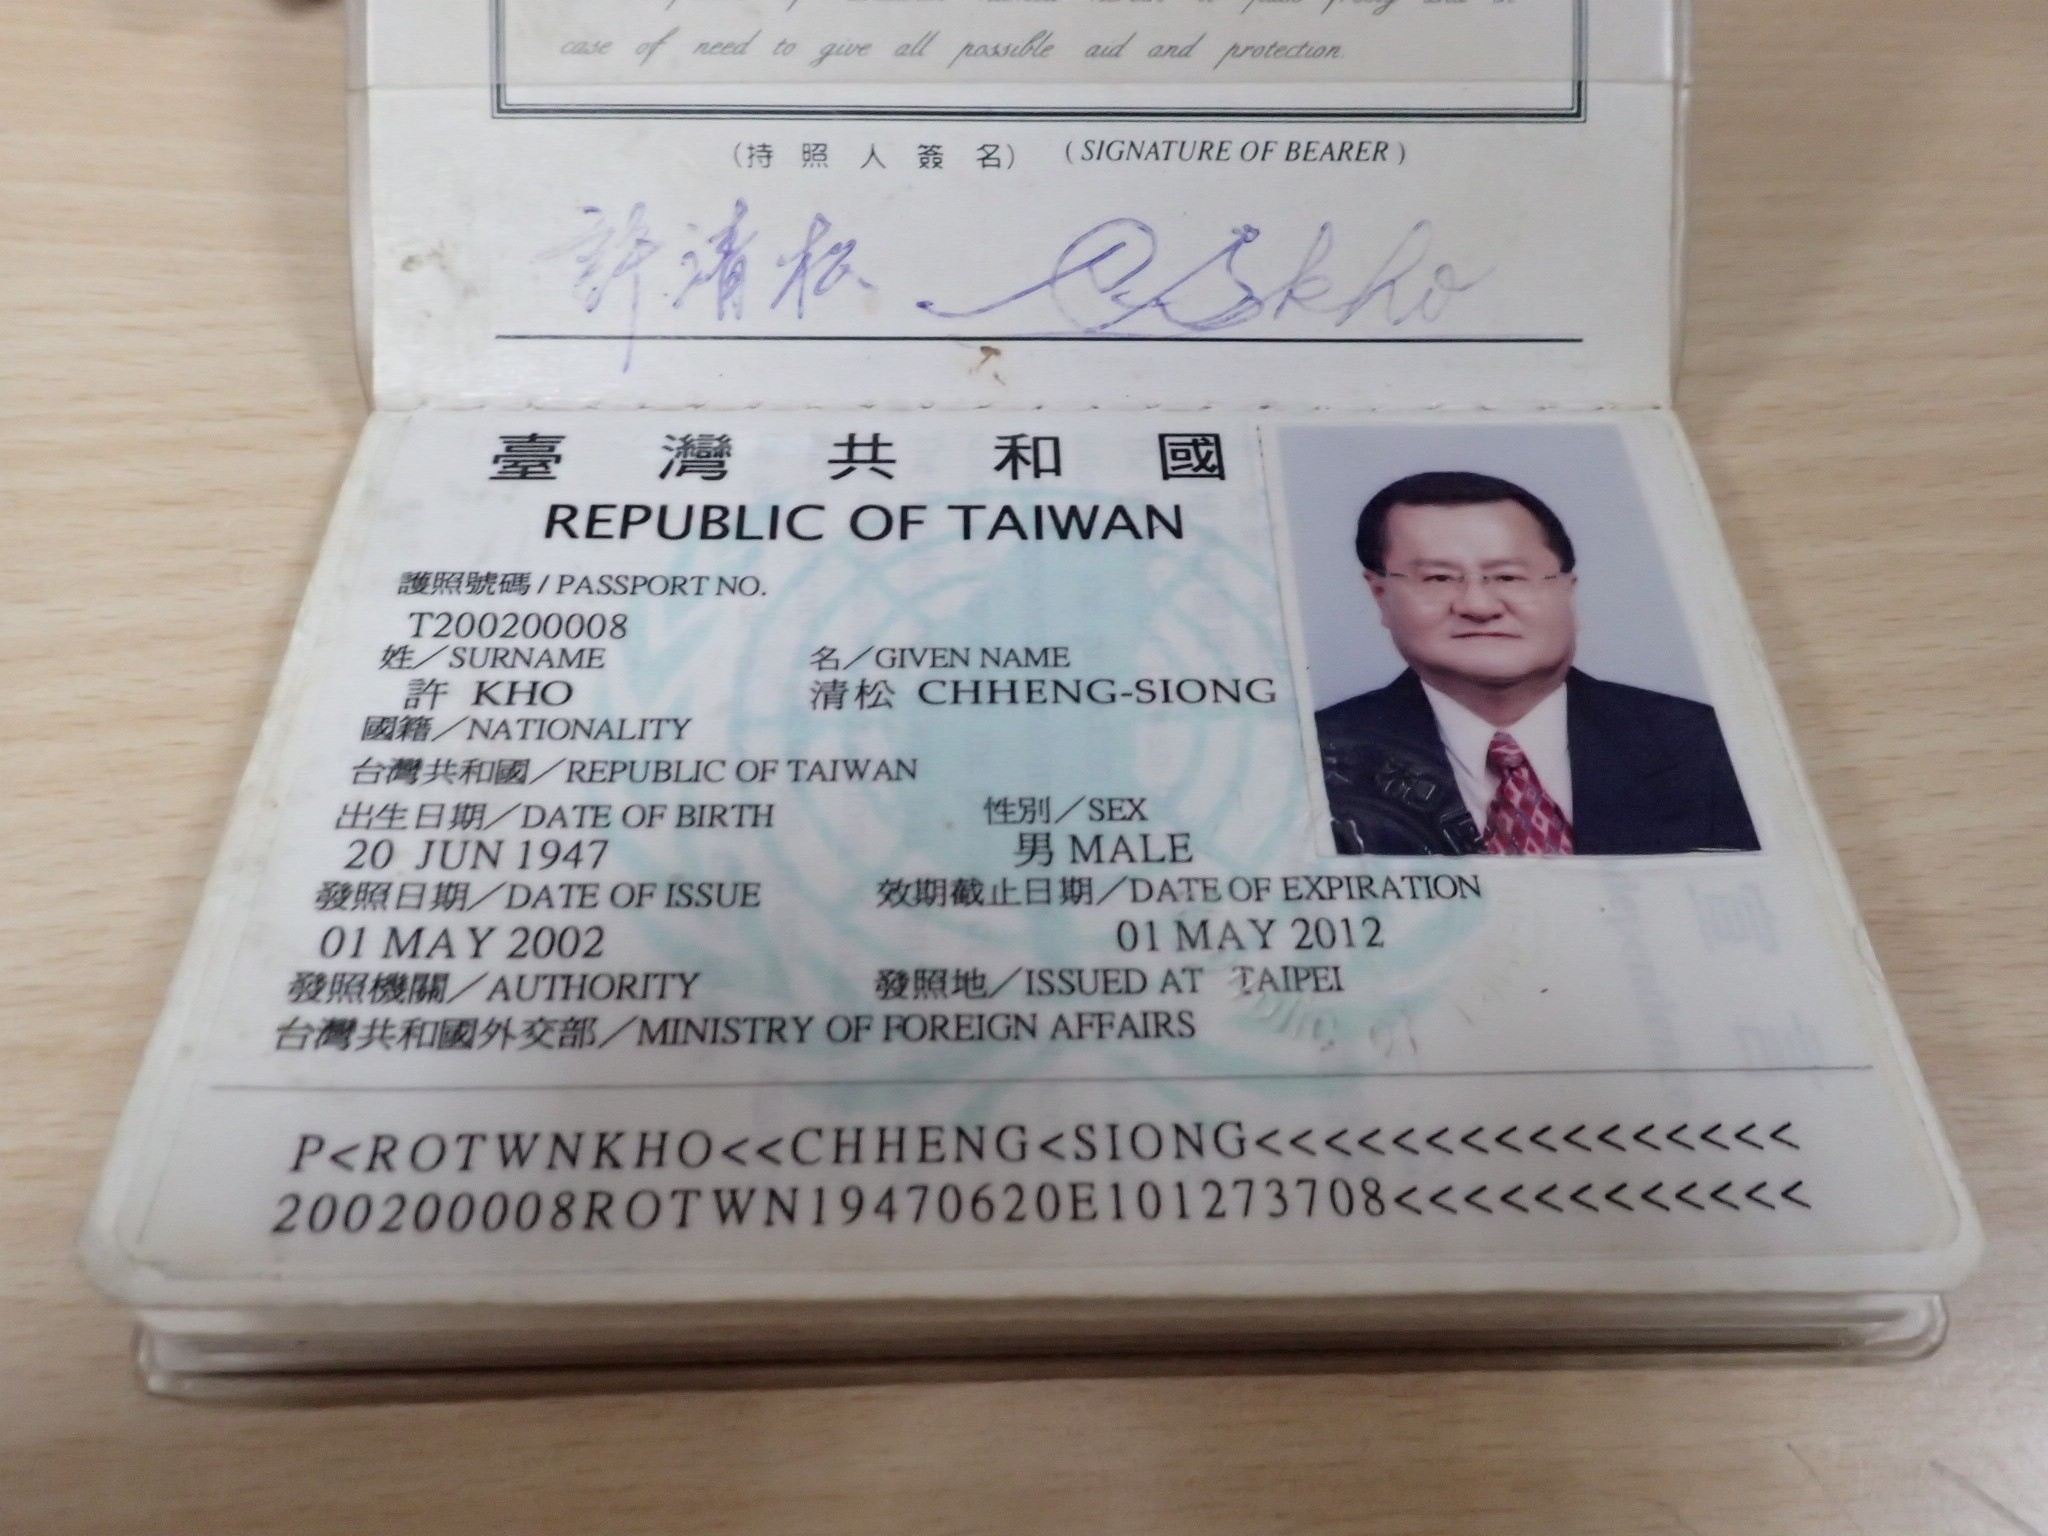 case of need to give all possible aid and protection.
(持照人簽名) (SIGNATURE OF BEARER)
許清松 Kho
臺灣共和國
REPUBLIC OF TAIWAN
護照號碼/PASSPORT NO.
T200200008
姓/SURNAME 名/GIVEN NAME
許 KHO 清松 CHHENG-SIONG
國籍/NATIONALITY
台灣共和國/REPUBLIC OF TAIWAN
出生日期/DATE OF BIRTH 性別/SEX
20 JUN 1947 男 MALE
發照日期/DATE OF ISSUE 效期截止日期/DATE OF EXPIRATION
01 MAY 2002 01 MAY 2012
發照機關/AUTHORITY 發照地/ISSUED AT TAIPEI
台灣共和國外交部/MINISTRY OF FOREIGN AFFAIRS
P<ROTWNKHO<<CHHENG<SIONG<<<<<<<<<<<<<<<<<
200200008ROTWN19470620E101273708<<<<<<<<<<<<<